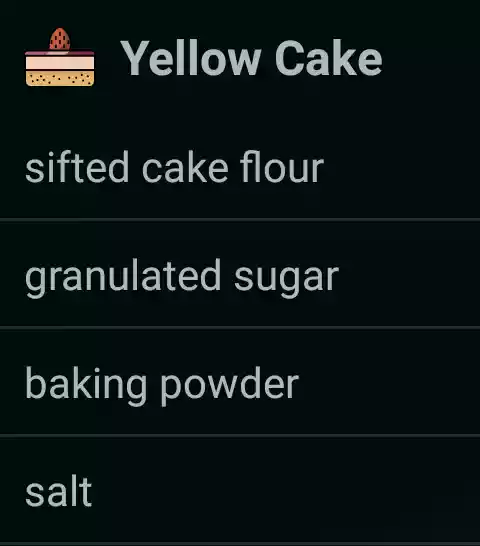 Yellow Cake
sifted cake flour
granulated sugar
baking powder
salt